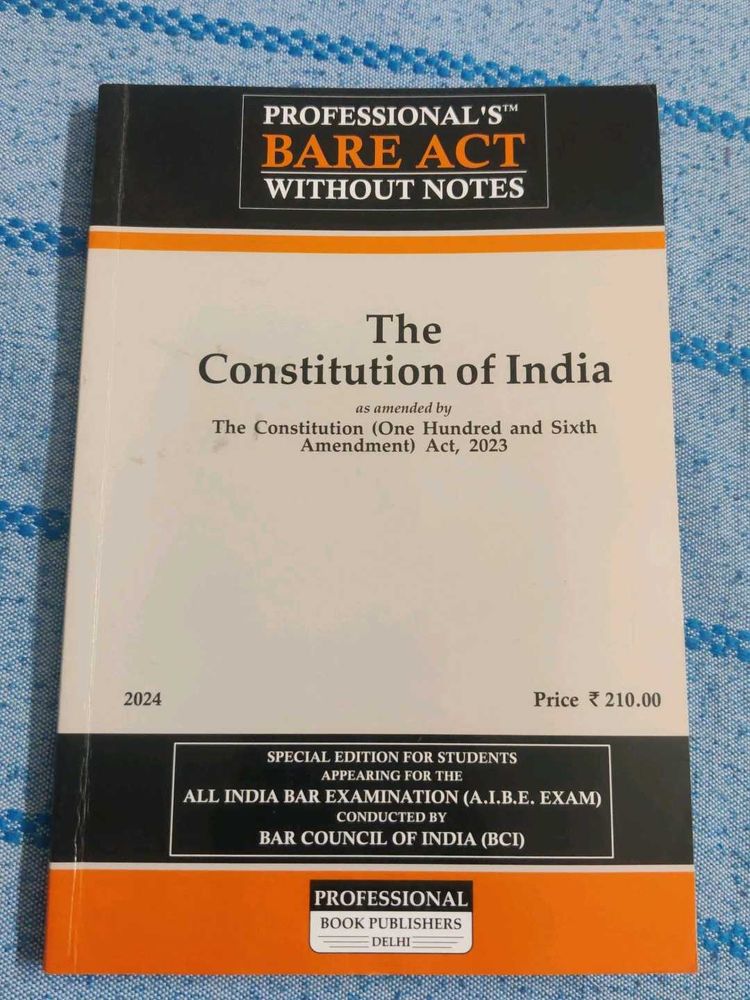 PROFESSIONAL'S™
BARE ACT
WITHOUT NOTES
The
Constitution of India
as amended by
The Constitution (One Hundred and Sixth
Amendment) Act, 2023
2024 Price ₹ 210.00
SPECIAL EDITION FOR STUDENTS
APPEARING FOR THE
ALL INDIA BAR EXAMINATION (A.I.B.E. EXAM)
CONDUCTED BY
BAR COUNCIL OF INDIA (BCI)
PROFESSIONAL
BOOK PUBLISHERS
DELHI